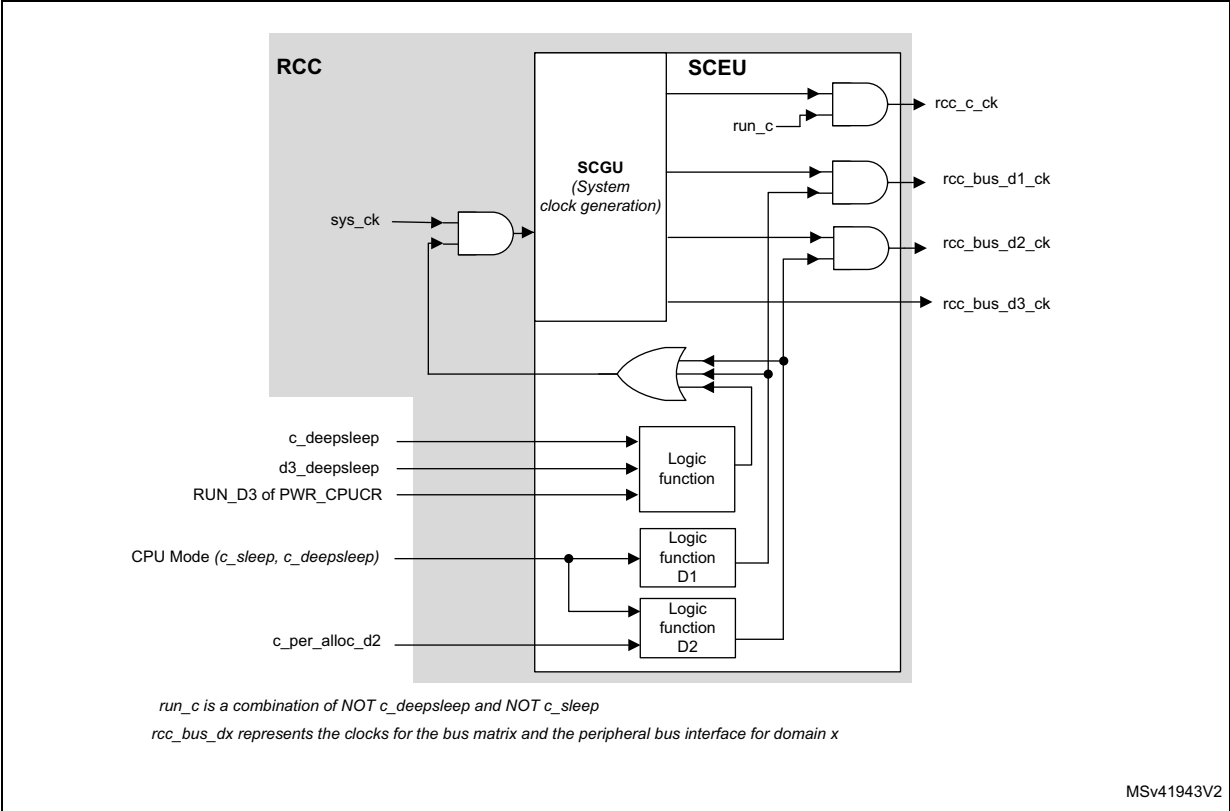 RCC
SCEU
rcc_c_ck
run_c
SCGU
(System
clock generation)
rcc_bus_d1_ck
sys_ck
rcc_bus_d2_ck
rcc_bus_d3_ck
c_deepsleep
d3_deepsleep
RUN_D3 of PWR_CPUCR
Logic
function
CPU Mode (c_sleep, c_deepsleep)
Logic
function
D1
Logic
function
D2
c_per_alloc_d2
run_c is a combination of NOT c_deepsleep and NOT c_sleep
rcc_bus_dx represents the clocks for the bus matrix and the peripheral bus interface for domain x
MSv41943V2